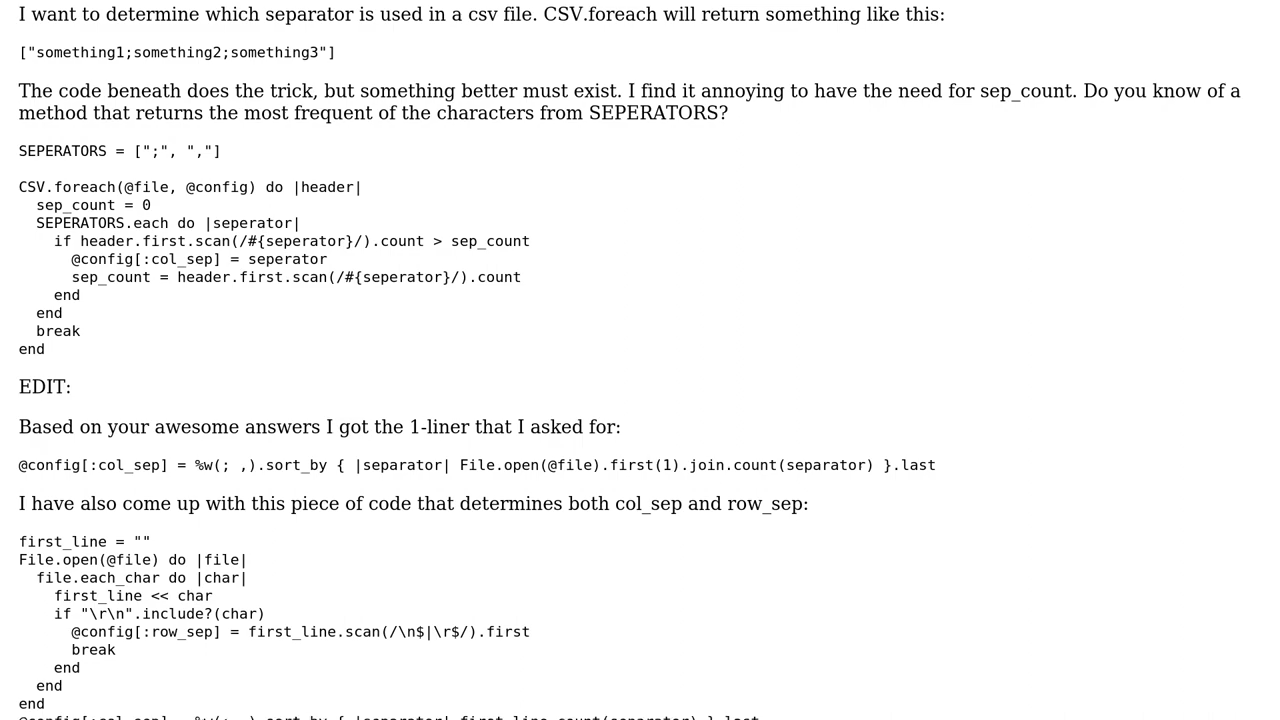 I want to determine which separator is used in a csv file. CSV.foreach will return something like this:
["something1;something2;something3"]
The code beneath does the trick, but something better must exist. I find it annoying to have the need for sep_count. Do you know of a
method that returns the most frequent of the characters from SEPERATORS?
SEPERATORS = [";", ","]
CSV.foreach(@file, @config) do |header|
  sep_count = 0
  SEPERATORS.each do |seperator|
    if header.first.scan(/#{seperator}/).count > sep_count
      @config[:col_sep] = seperator
      sep_count = header.first.scan(/#{seperator}/).count
    end
  end
  break
end
EDIT:
Based on your awesome answers I got the 1-liner that I asked for:
@config[:col_sep] = %w(; ,).sort_by { |separator| File.open(@file).first(1).join.count(separator) }.last
I have also come up with this piece of code that determines both col_sep and row_sep:
first_line = ""
File.open(@file) do |file|
  file.each_char do |char|
    first_line << char
    if "\r\n".include?(char)
      @config[:row_sep] = first_line.scan(/\n$|\r$/).first
      break
    end
  end
end
@config[:col_sep] = %w(; ,).sort_by { |separator| first_line.count(separator) }.last